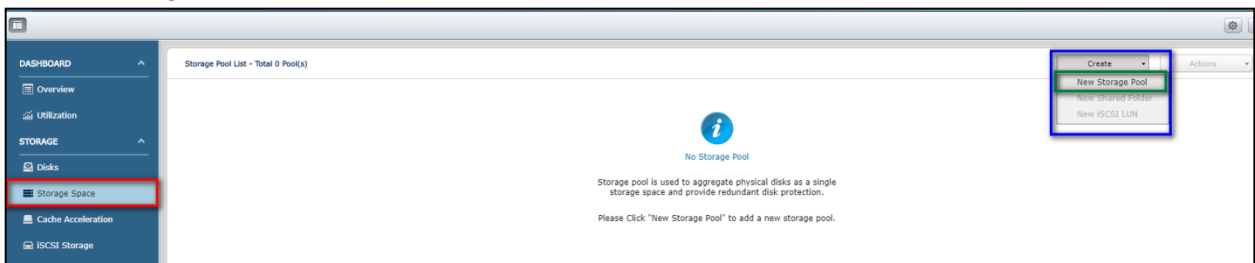 DASHBOARD
Overview
Utilization
STORAGE
Disks
Storage Space
Cache Acceleration
iSCSI Storage
Storage Pool List - Total 0 Pool(s)
Create
Actions
New Storage Pool
New Shared Folder
New iSCSI LUN
No Storage Pool
Storage pool is used to aggregate physical disks as a single
storage space and provide redundant disk protection.
Please Click "New Storage Pool" to add a new storage pool.